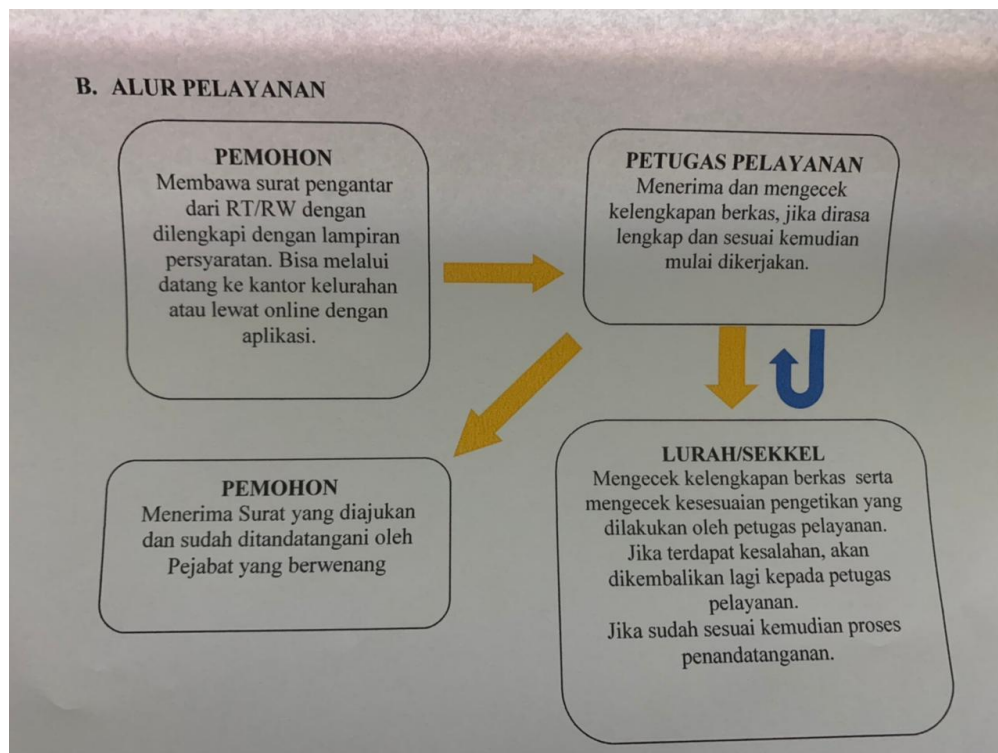 B. ALUR PELAYANAN
PEMOHON
Membawa surat pengantar
dari RT/RW dengan
dilengkapi dengan lampiran
persyaratan. Bisa melalui
datang ke kantor kelurahan
atau lewat online dengan
aplikasi.
PETUGAS PELAYANAN
Menerima dan mengecek
kelengkapan berkas, jika dirasa
lengkap dan sesuai kemudian
mulai dikerjakan.
LURAH/SEKKEL
Mengecek kelengkapan berkas serta
mengecek kesesuaian pengetikan yang
dilakukan oleh petugas pelayanan.
Jika terdapat kesalahan, akan
dikembalikan lagi kepada petugas
pelayanan.
Jika sudah sesuai kemudian proses
penandatanganan.
PEMOHON
Menerima Surat yang diajukan
dan sudah ditandatangani oleh
Pejabat yang berwenang